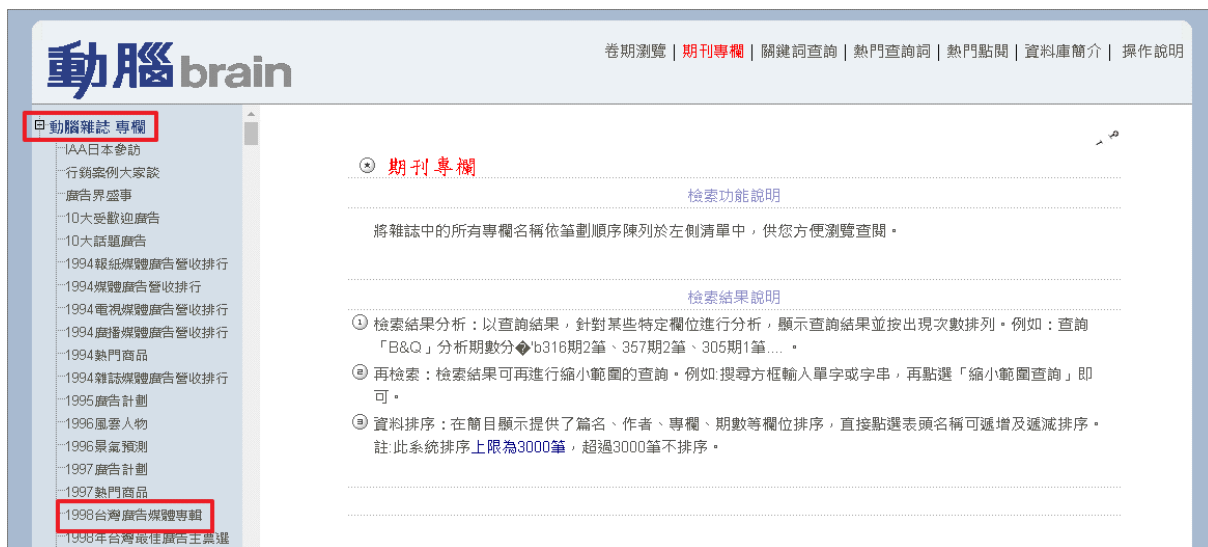 動腦brain
卷期瀏覽 | 期刊專欄 | 關鍵詞查詢 | 熱門查詢詞 | 熱門點閱 | 資料庫簡介 | 操作說明
動腦雜誌 專欄
IAA日本參訪
行銷案例大家談
廣告界盛事
10大受歡迎廣告
10大話題廣告
1994報紙媒體廣告營收排行
1994媒體廣告營收排行
1994電視媒體廣告營收排行
1994廣播媒體廣告營收排行
1994熱門商品
1994雜誌媒體廣告營收排行
1995廣告計劃
1996風雲人物
1996景氣預測
1997廣告計劃
1997熱門商品
1998台灣廣告媒體專輯
1998年台灣最佳廣告主票選
期刊專欄
檢索功能說明
將雜誌中的所有專欄名稱依筆劃順序陳列於左側清單中，供您方便瀏覽查閱。
檢索結果說明
① 檢索結果分析：以查詢結果，針對某些特定欄位進行分析，顯示查詢結果並按出現次數排列。例如：查詢
「B&Q」分析期數分�'b316期2筆、357期2筆、305期1筆.... 。
② 再檢索：檢索結果可再進行縮小範圍的查詢。例如:搜尋方框輸入單字或字串，再點選「縮小範圍查詢」即
可。
③ 資料排序：在簡目顯示提供了篇名、作者、專欄、期數等欄位排序，直接點選表頭名稱可遞增及遞減排序。
註:此系統排序上限為3000筆，超過3000筆不排序。